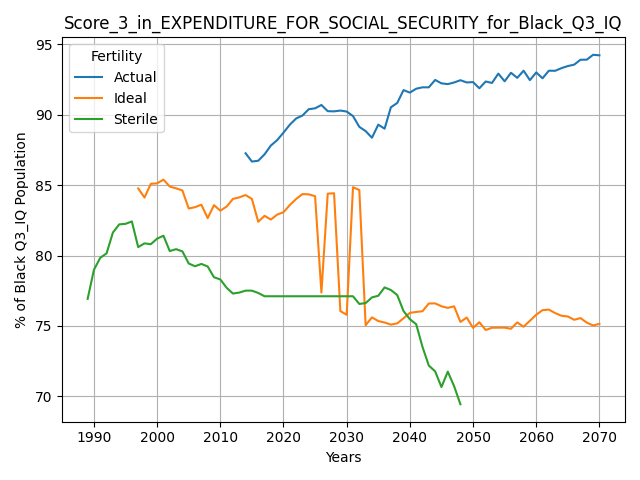 Score_3_in_EXPENDITURE_FOR_SOCIAL_SECURITY_for_Black_Q3_IQ
Fertility
Actual
Ideal
Sterile
% of Black Q3_IQ Population
95
90
85
80
75
70
1990 2000 2010 2020 2030 2040 2050 2060 2070
Years